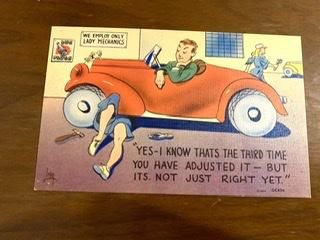 WE EMPLOY ONLY
LADY MECHANICS
"YES-I KNOW THATS THE THIRD TIME
YOU HAVE ADJUSTED IT - BUT
ITS NOT JUST RIGHT YET."